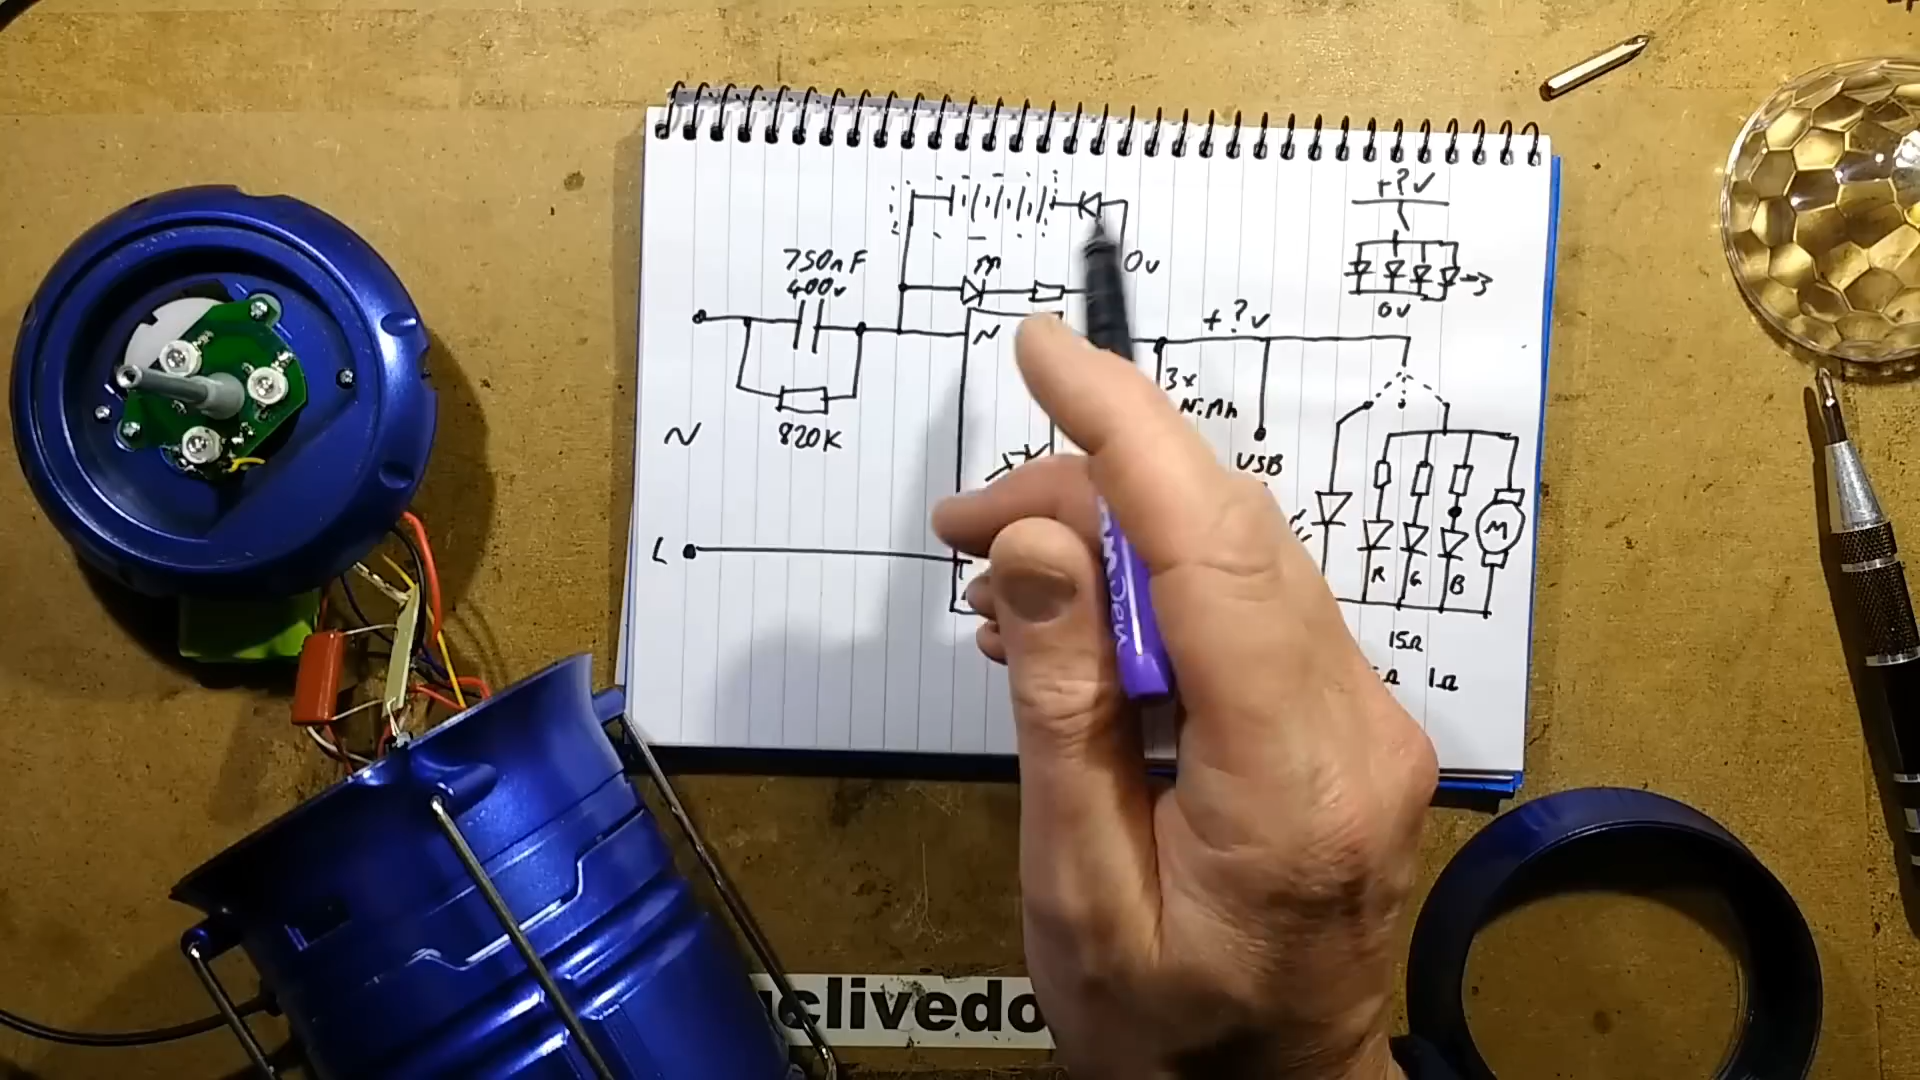 +?v
750nF
400v
0v
0v
+?v
N
3x
NiMh
820K
USB
L
M
R G B
15Ω
1Ω
clivedo